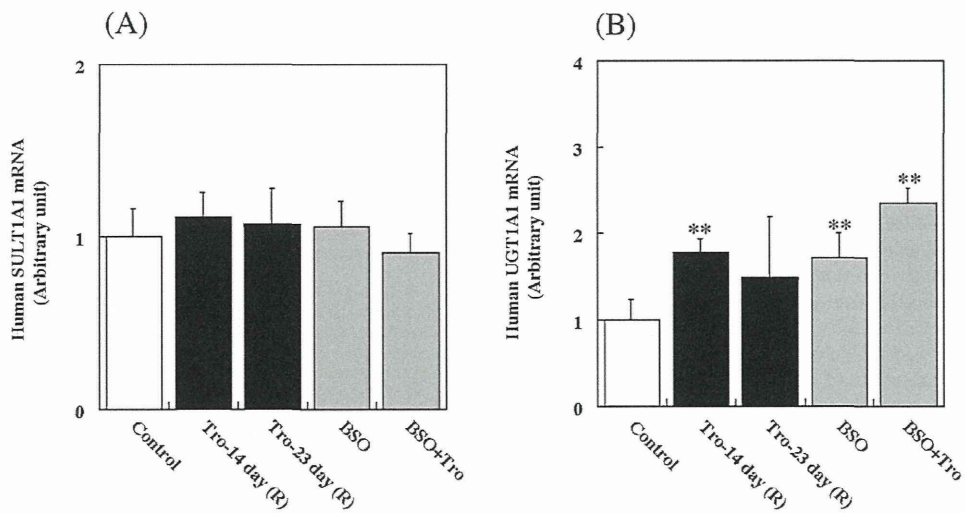 (A)
Human SULT1A1 mRNA
(Arbitrary unit)
2
1
0
Control
Tro-14 day (R)
Tro-23 day (R)
BSO
BSO+Tro
(B)
Human UGT1A1 mRNA
(Arbitrary unit)
4
3
2
1
0
**
**
**
Control
Tro-14 day (R)
Tro-23 day (R)
BSO
BSO+Tro